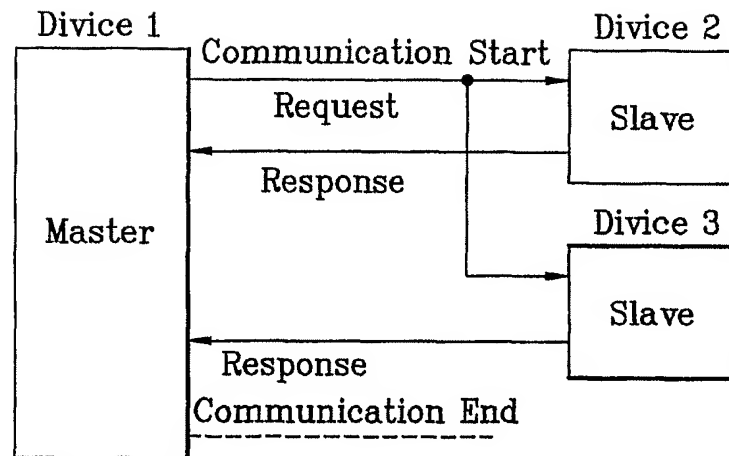 Divice 1
Communication Start
Divice 2
Request
Slave
Response
Master
Divice 3
Slave
Response
Communication End